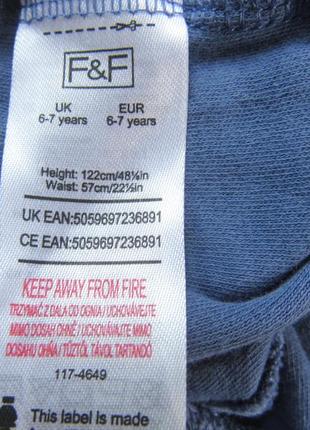 F&F
UK EUR
6-7 years 6-7 years
Height: 122cm/48⅛in
Waist: 57cm/22½in
UK EAN:5059697236891
CE EAN:5059697236891
KEEP AWAY FROM FIRE
TRZYMAĆ Z DALA OD OGNIA / UCHOVÁVEJTE
MIMO DOSAH OHNĚ / UCHOVÁVAJTE MIMO
DOSAHU OHŇA / TŰZTŐL TÁVOL TARTANDÓ
117-4649
This label is made